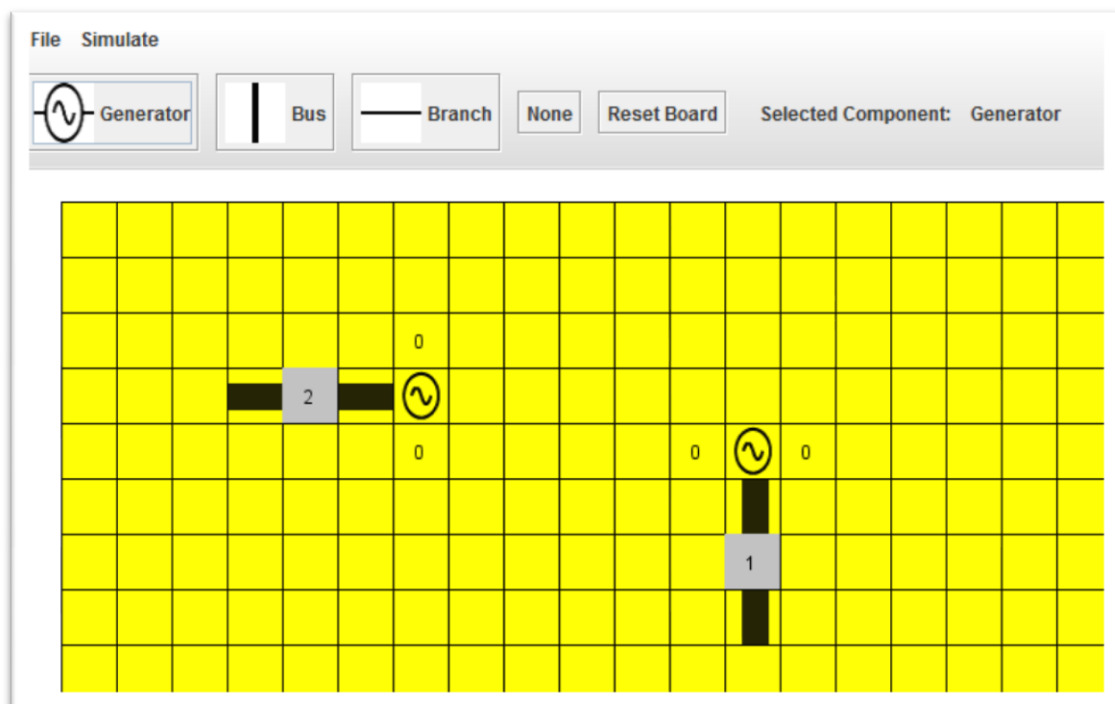 File Simulate
Generator Bus Branch None Reset Board Selected Component: Generator
0
2
0 0 0
1